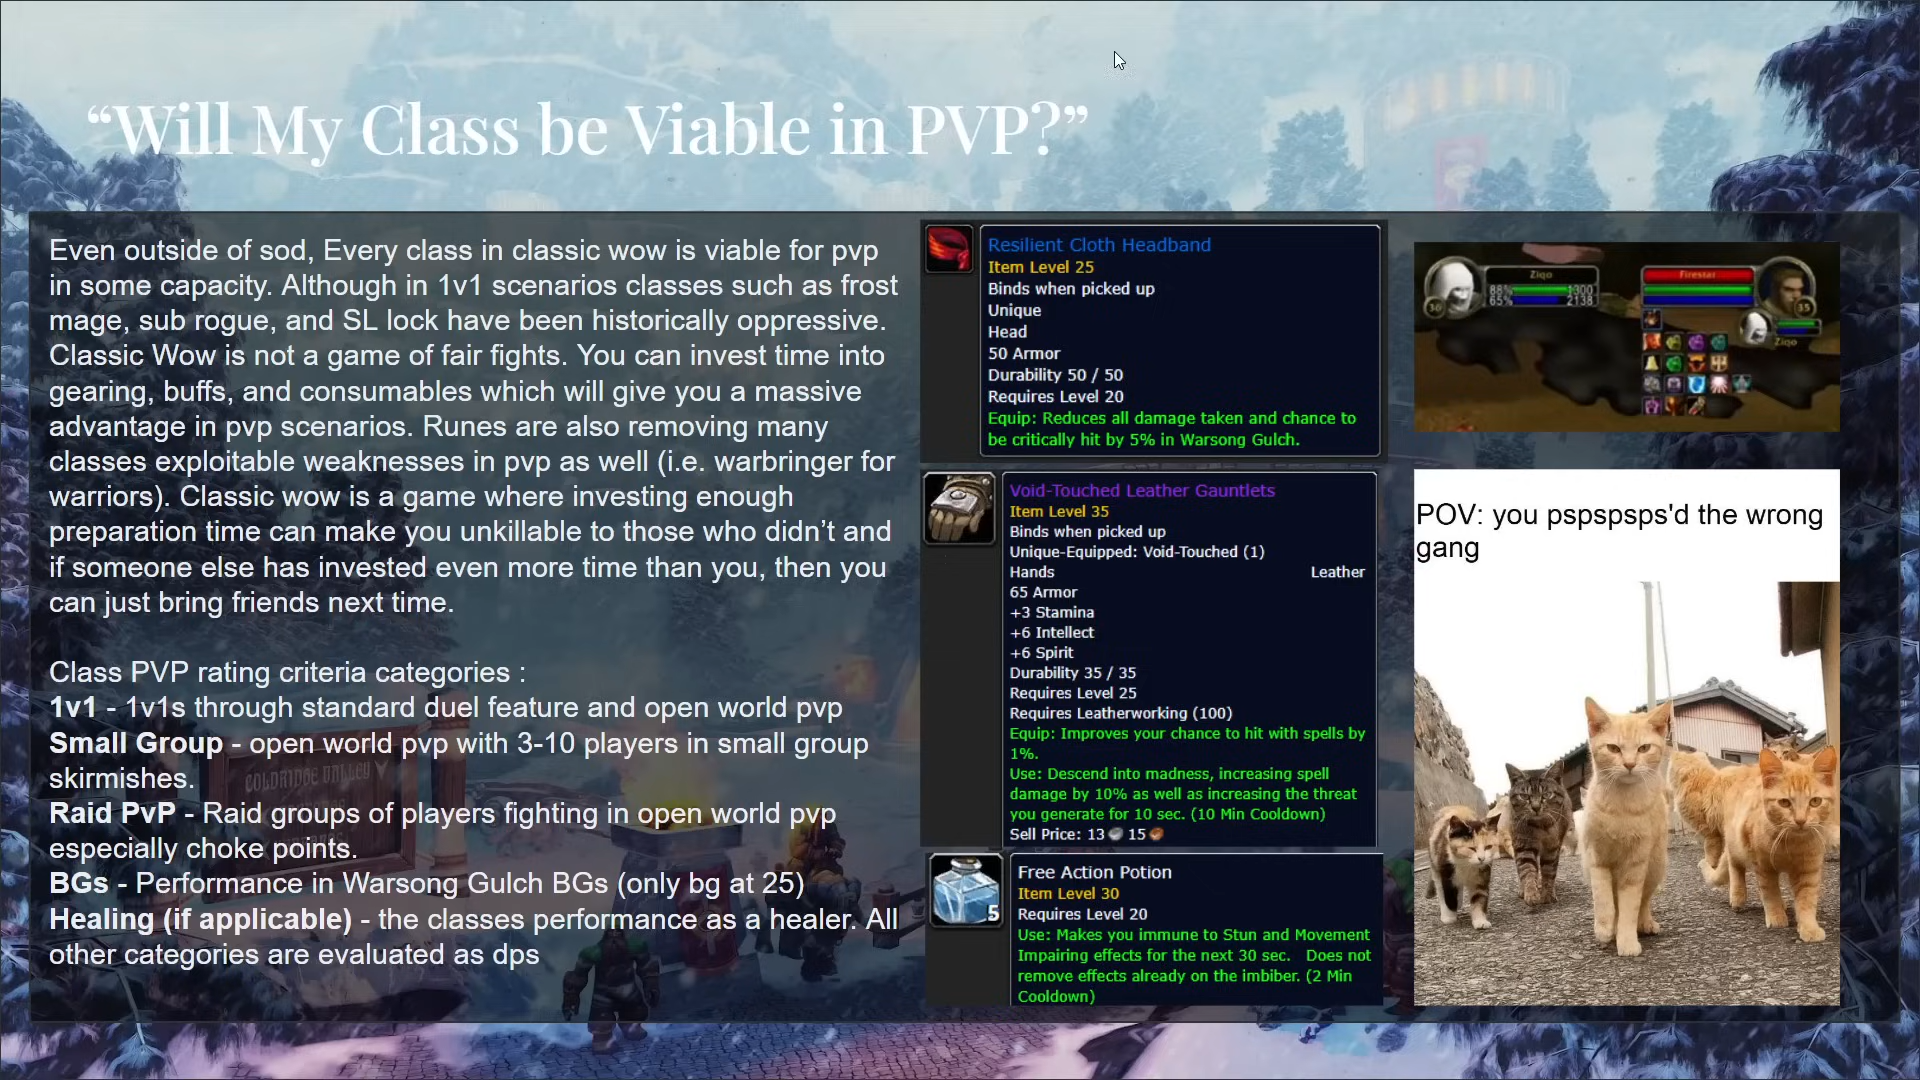 “Will My Class be Viable in PVP?”
Even outside of sod, Every class in classic wow is viable for pvp
in some capacity. Although in 1v1 scenarios classes such as frost
mage, sub rogue, and SL lock have been historically oppressive.
Classic Wow is not a game of fair fights. You can invest time into
gearing, buffs, and consumables which will give you a massive
advantage in pvp scenarios. Runes are also removing many
classes exploitable weaknesses in pvp as well (i.e. warbringer for
warriors). Classic wow is a game where investing enough
preparation time can make you unkillable to those who didn’t and
if someone else has invested even more time than you, then you
can just bring friends next time.
Class PVP rating criteria categories :
1v1 - 1v1s through standard duel feature and open world pvp
Small Group - open world pvp with 3-10 players in small group
skirmishes.
Raid PvP - Raid groups of players fighting in open world pvp
especially choke points.
BGs - Performance in Warsong Gulch BGs (only bg at 25)
Healing (if applicable) - the classes performance as a healer. All
other categories are evaluated as dps
COLDRIDGE VALLEY
Resilient Cloth Headband
Item Level 25
Binds when picked up
Unique
Head
50 Armor
Durability 50 / 50
Requires Level 20
Equip: Reduces all damage taken and chance to
be critically hit by 5% in Warsong Gulch.
Void-Touched Leather Gauntlets
Item Level 35
Binds when picked up
Unique-Equipped: Void-Touched (1)
Hands Leather
65 Armor
+3 Stamina
+6 Intellect
+6 Spirit
Durability 35 / 35
Requires Level 25
Requires Leatherworking (100)
Equip: Improves your chance to hit with spells by
1%.
Use: Descend into madness, increasing spell
damage by 10% as well as increasing the threat
you generate for 10 sec. (10 Min Cooldown)
Sell Price: 13 15
5
Free Action Potion
Item Level 30
Requires Level 20
Use: Makes you immune to Stun and Movement
Impairing effects for the next 30 sec. Does not
remove effects already on the imbiber. (2 Min
Cooldown)
Ziqo
88% 1300
65% 2138
30
Firestar
35
Ziqo
POV: you pspspsps'd the wrong
gang